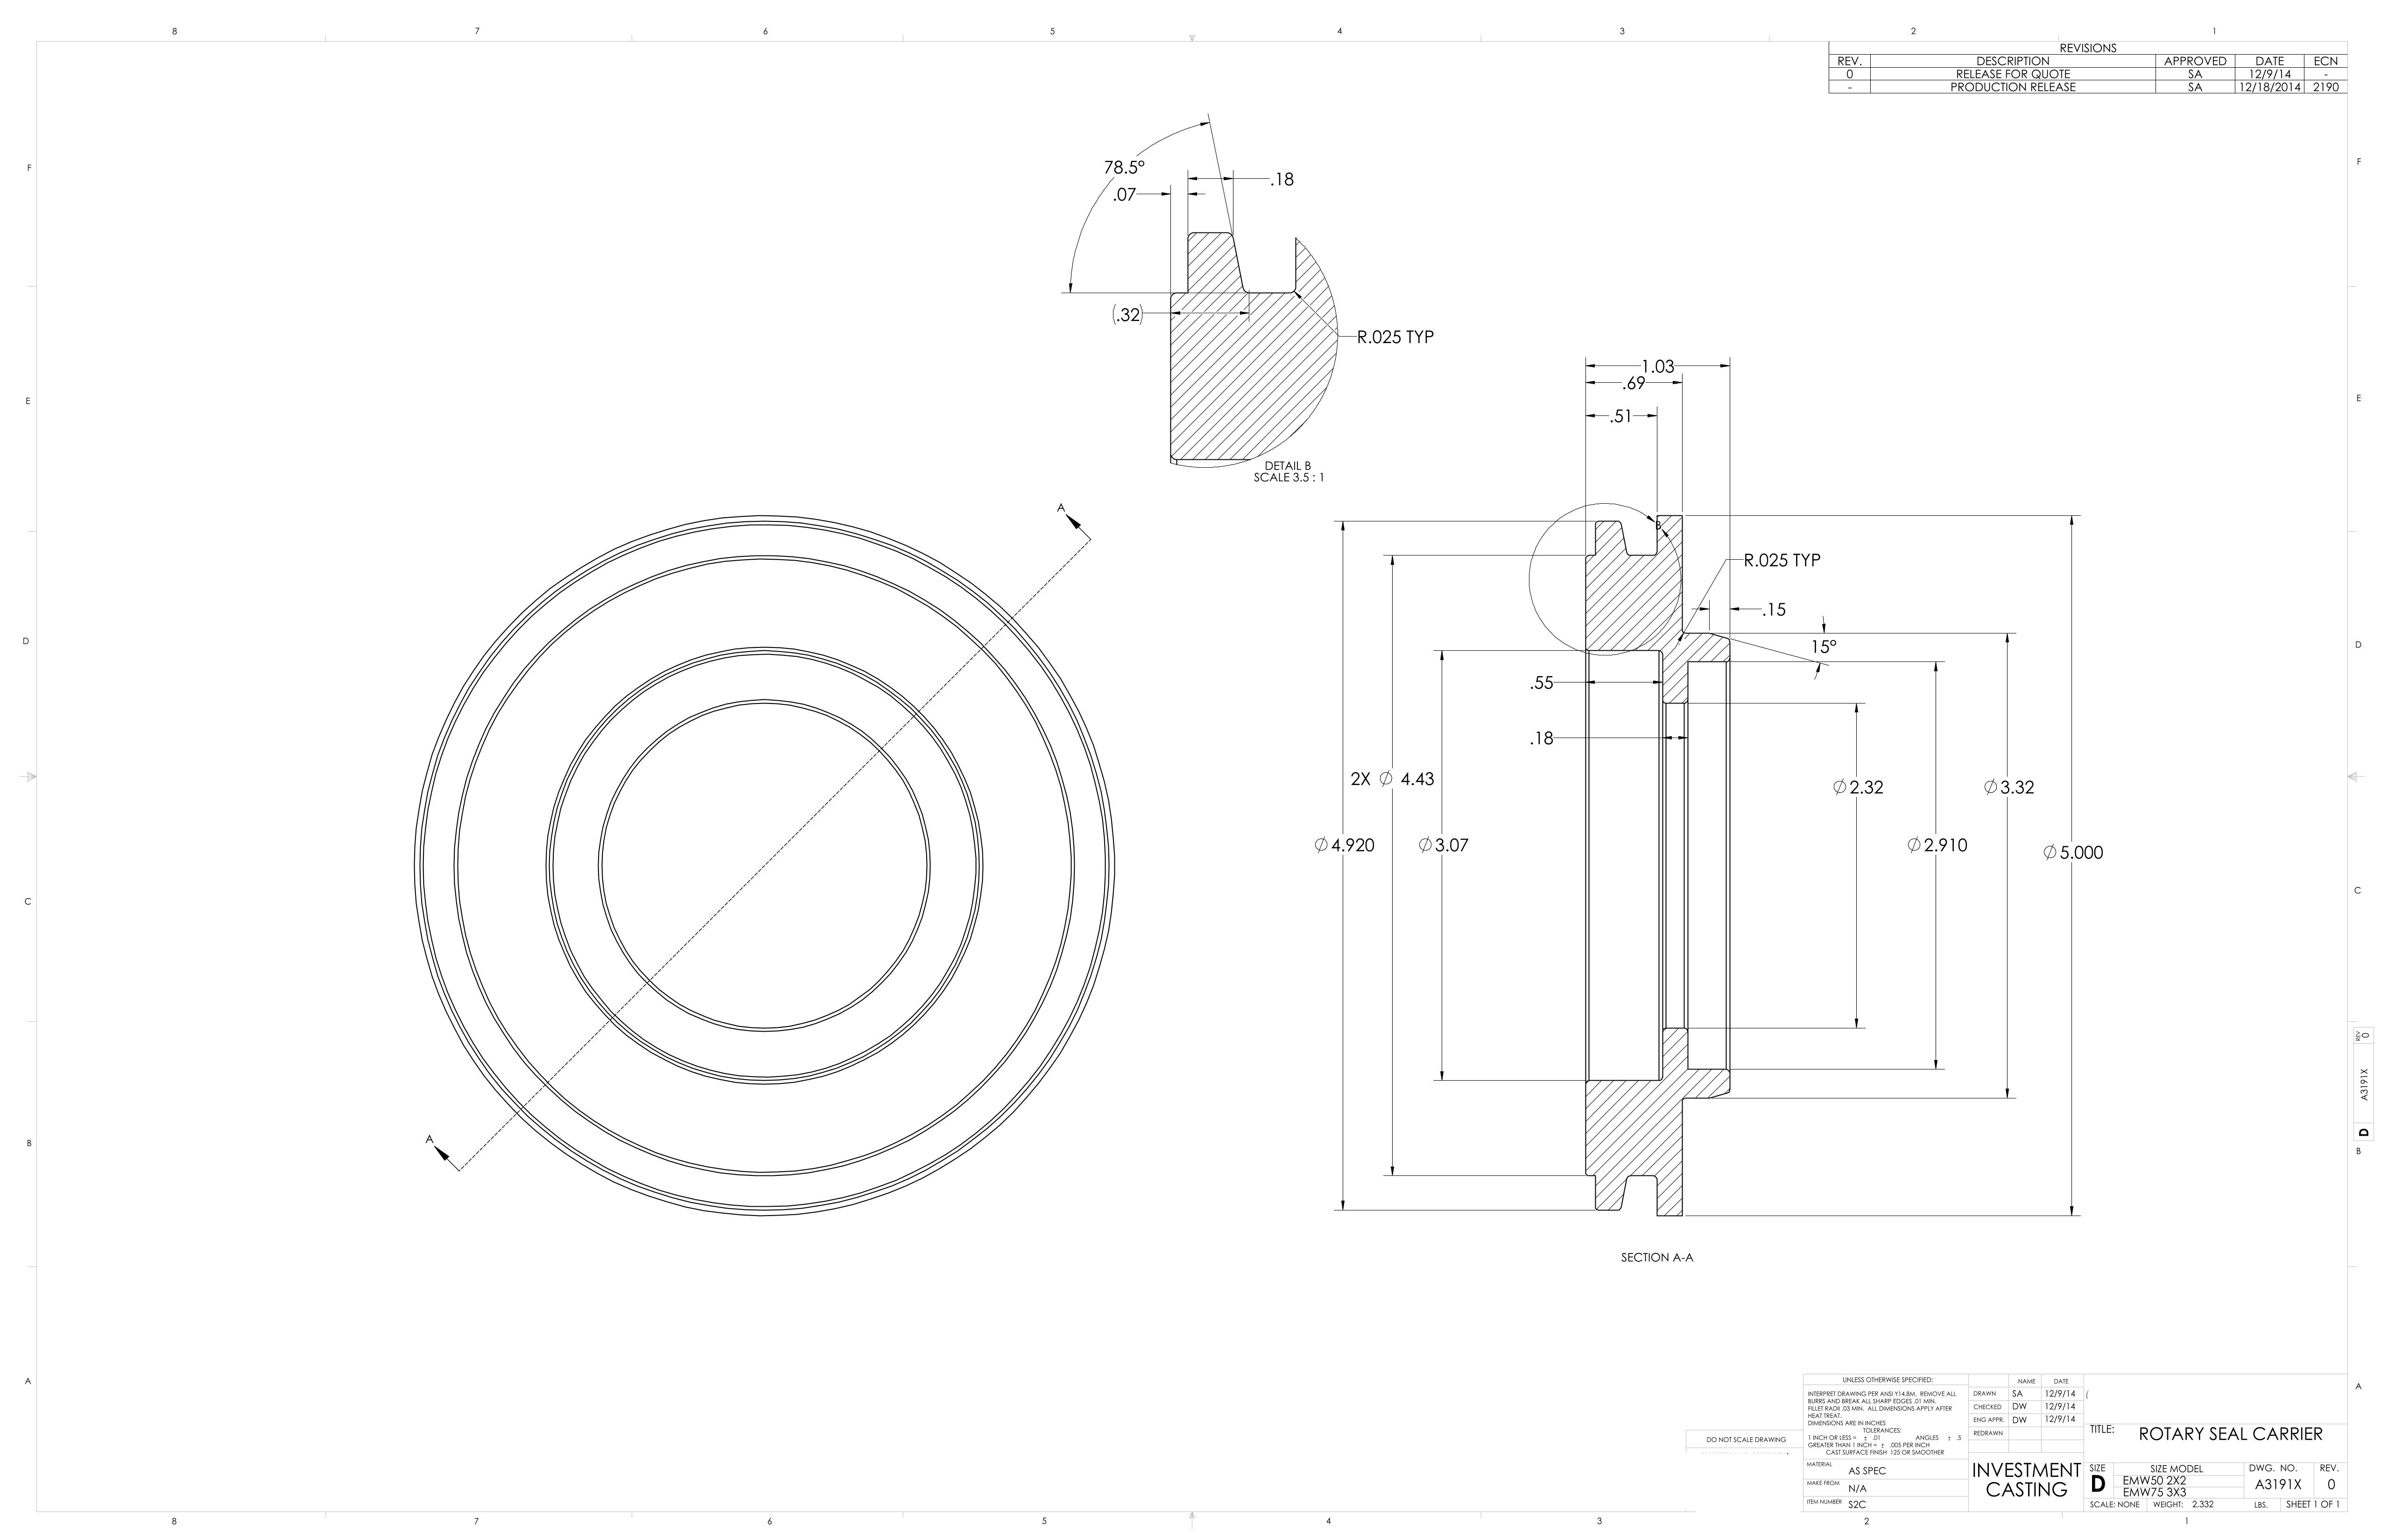 8 7 6 5 4 3 2 1
REVISIONS
REV. DESCRIPTION APPROVED DATE ECN
0 RELEASE FOR QUOTE SA 12/9/14 -
- PRODUCTION RELEASE SA 12/18/2014 2190
F F
78.5°
.18
.07
(.32)
R.025 TYP
DETAIL B
SCALE 3.5 : 1
E E
1.03
.69
.51
A
B
R.025 TYP
.15
15°
D D
.55
.18
2X ∅ 4.43
∅2.32
∅3.32
∅4.920
∅3.07
∅2.910
∅5.000
C C
A
B B
SECTION A-A
REV
0
A3191X
D
A A
DO NOT SCALE DRAWING
UNLESS OTHERWISE SPECIFIED:
INTERPRET DRAWING PER ANSI Y14.8M. REMOVE ALL
BURRS AND BREAK ALL SHARP EDGES .01 MIN.
FILLET RADII .03 MIN. ALL DIMENSIONS APPLY AFTER
HEAT TREAT.
DIMENSIONS ARE IN INCHES
TOLERANCES:
1 INCH OR LESS = ± .01 ANGLES ± .5
GREATER THAN 1 INCH = ± .005 PER INCH
CAST SURFACE FINISH 125 OR SMOOTHER
MATERIAL AS SPEC
MAKE FROM N/A
ITEM NUMBER S2C
NAME DATE
DRAWN SA 12/9/14
CHECKED DW 12/9/14
ENG APPR. DW 12/9/14
REDRAWN
INVESTMENT
CASTING
TITLE: ROTARY SEAL CARRIER
SIZE SIZE MODEL DWG. NO. REV.
D EMW50 2X2 A3191X 0
EMW75 3X3
SCALE: NONE WEIGHT: 2.332 LBS. SHEET 1 OF 1
8 7 6 5 4 3 2 1